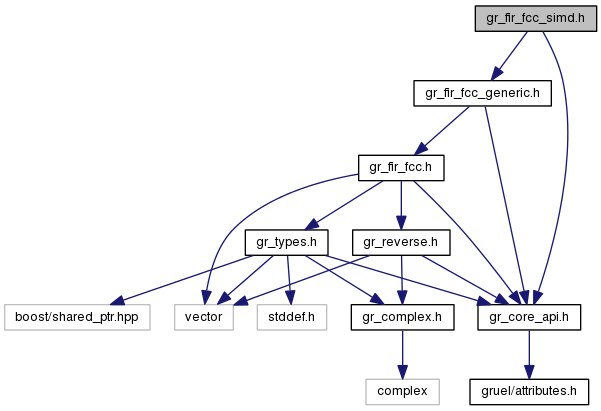 gr_fir_fcc_simd.h
gr_fir_fcc_generic.h
gr_fir_fcc.h
gr_types.h
gr_reverse.h
boost/shared_ptr.hpp
vector
stddef.h
gr_complex.h
gr_core_api.h
complex
gruel/attributes.h